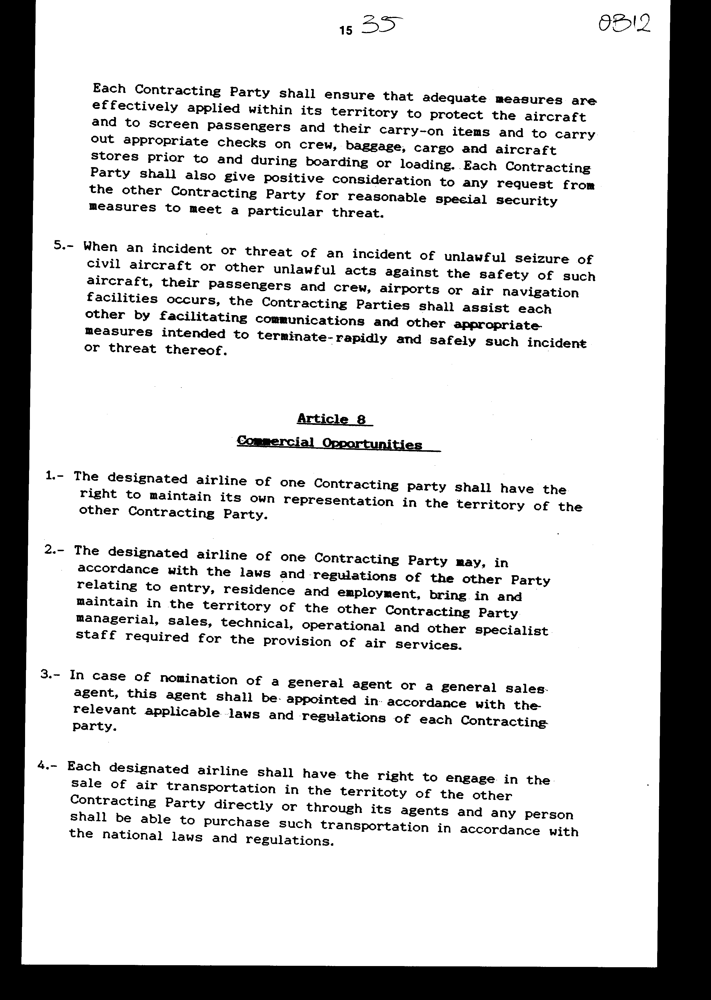 15 35 0312
Each Contracting Party shall ensure that adequate measures are
effectively applied within its territory to protect the aircraft
and to screen passengers and their carry-on items and to carry
out appropriate checks on crew, baggage, cargo and aircraft
stores prior to and during boarding or loading. Each Contracting
Party shall also give positive consideration to any request from
the other Contracting Party for reasonable special security
measures to meet a particular threat.
5.- When an incident or threat of an incident of unlawful seizure of
civil aircraft or other unlawful acts against the safety of such
aircraft, their passengers and crew, airports or air navigation
facilities occurs, the Contracting Parties shall assist each
other by facilitating communications and other appropriate
measures intended to terminate rapidly and safely such incident
or threat thereof.
Article 8
Commercial Opportunities
1.- The designated airline of one Contracting party shall have the
right to maintain its own representation in the territory of the
other Contracting Party.
2.- The designated airline of one Contracting Party may, in
accordance with the laws and regulations of the other Party
relating to entry, residence and employment, bring in and
maintain in the territory of the other Contracting Party
managerial, sales, technical, operational and other specialist
staff required for the provision of air services.
3.- In case of nomination of a general agent or a general sales
agent, this agent shall be appointed in accordance with the
relevant applicable laws and regulations of each Contracting
party.
4.- Each designated airline shall have the right to engage in the
sale of air transportation in the territoty of the other
Contracting Party directly or through its agents and any person
shall be able to purchase such transportation in accordance with
the national laws and regulations.